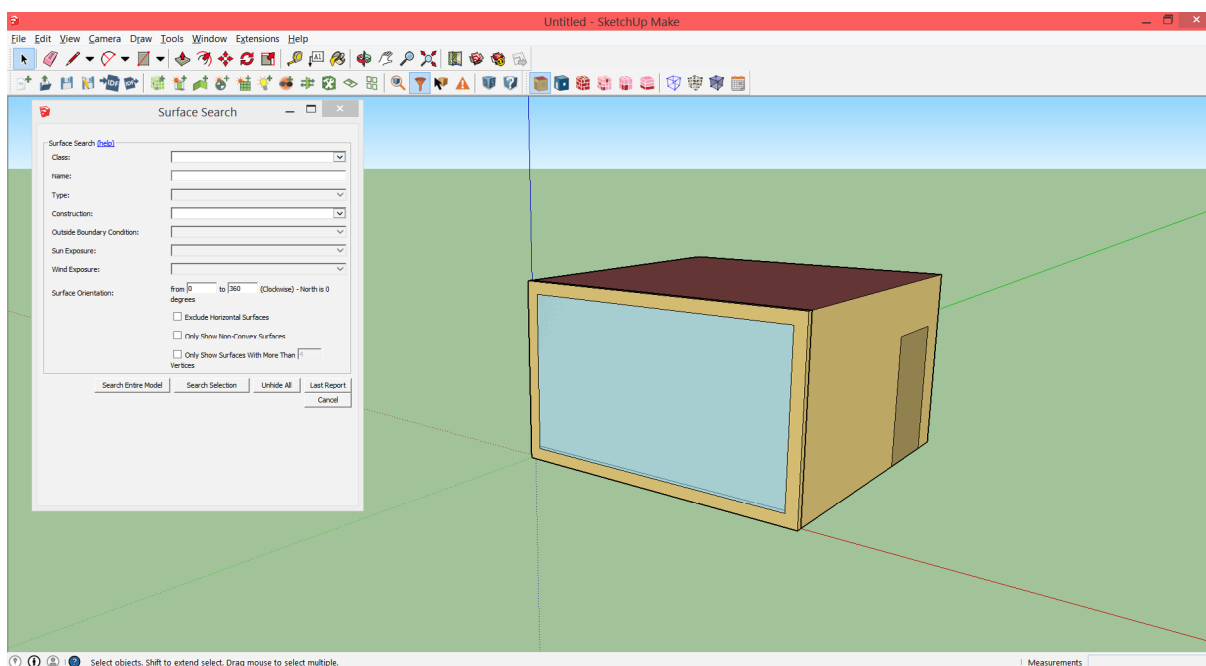 Untitled - SketchUp Make
File Edit View Camera Draw Tools Window Extensions Help
A1
IDF IDF
Surface Search
Surface Search (help)
Class:
Name:
Type:
Construction:
Outside Boundary Condition:
Sun Exposure:
Wind Exposure:
Surface Orientation: from 0 to 360 (Clockwise) - North is 0
degrees
Exclude Horizontal Surfaces
Only Show Non-Convex Surfaces
Only Show Surfaces With More Than 4
Vertices
Search Entire Model Search Selection Unhide All Last Report
Cancel
Select objects. Shift to extend select. Drag mouse to select multiple. Measurements